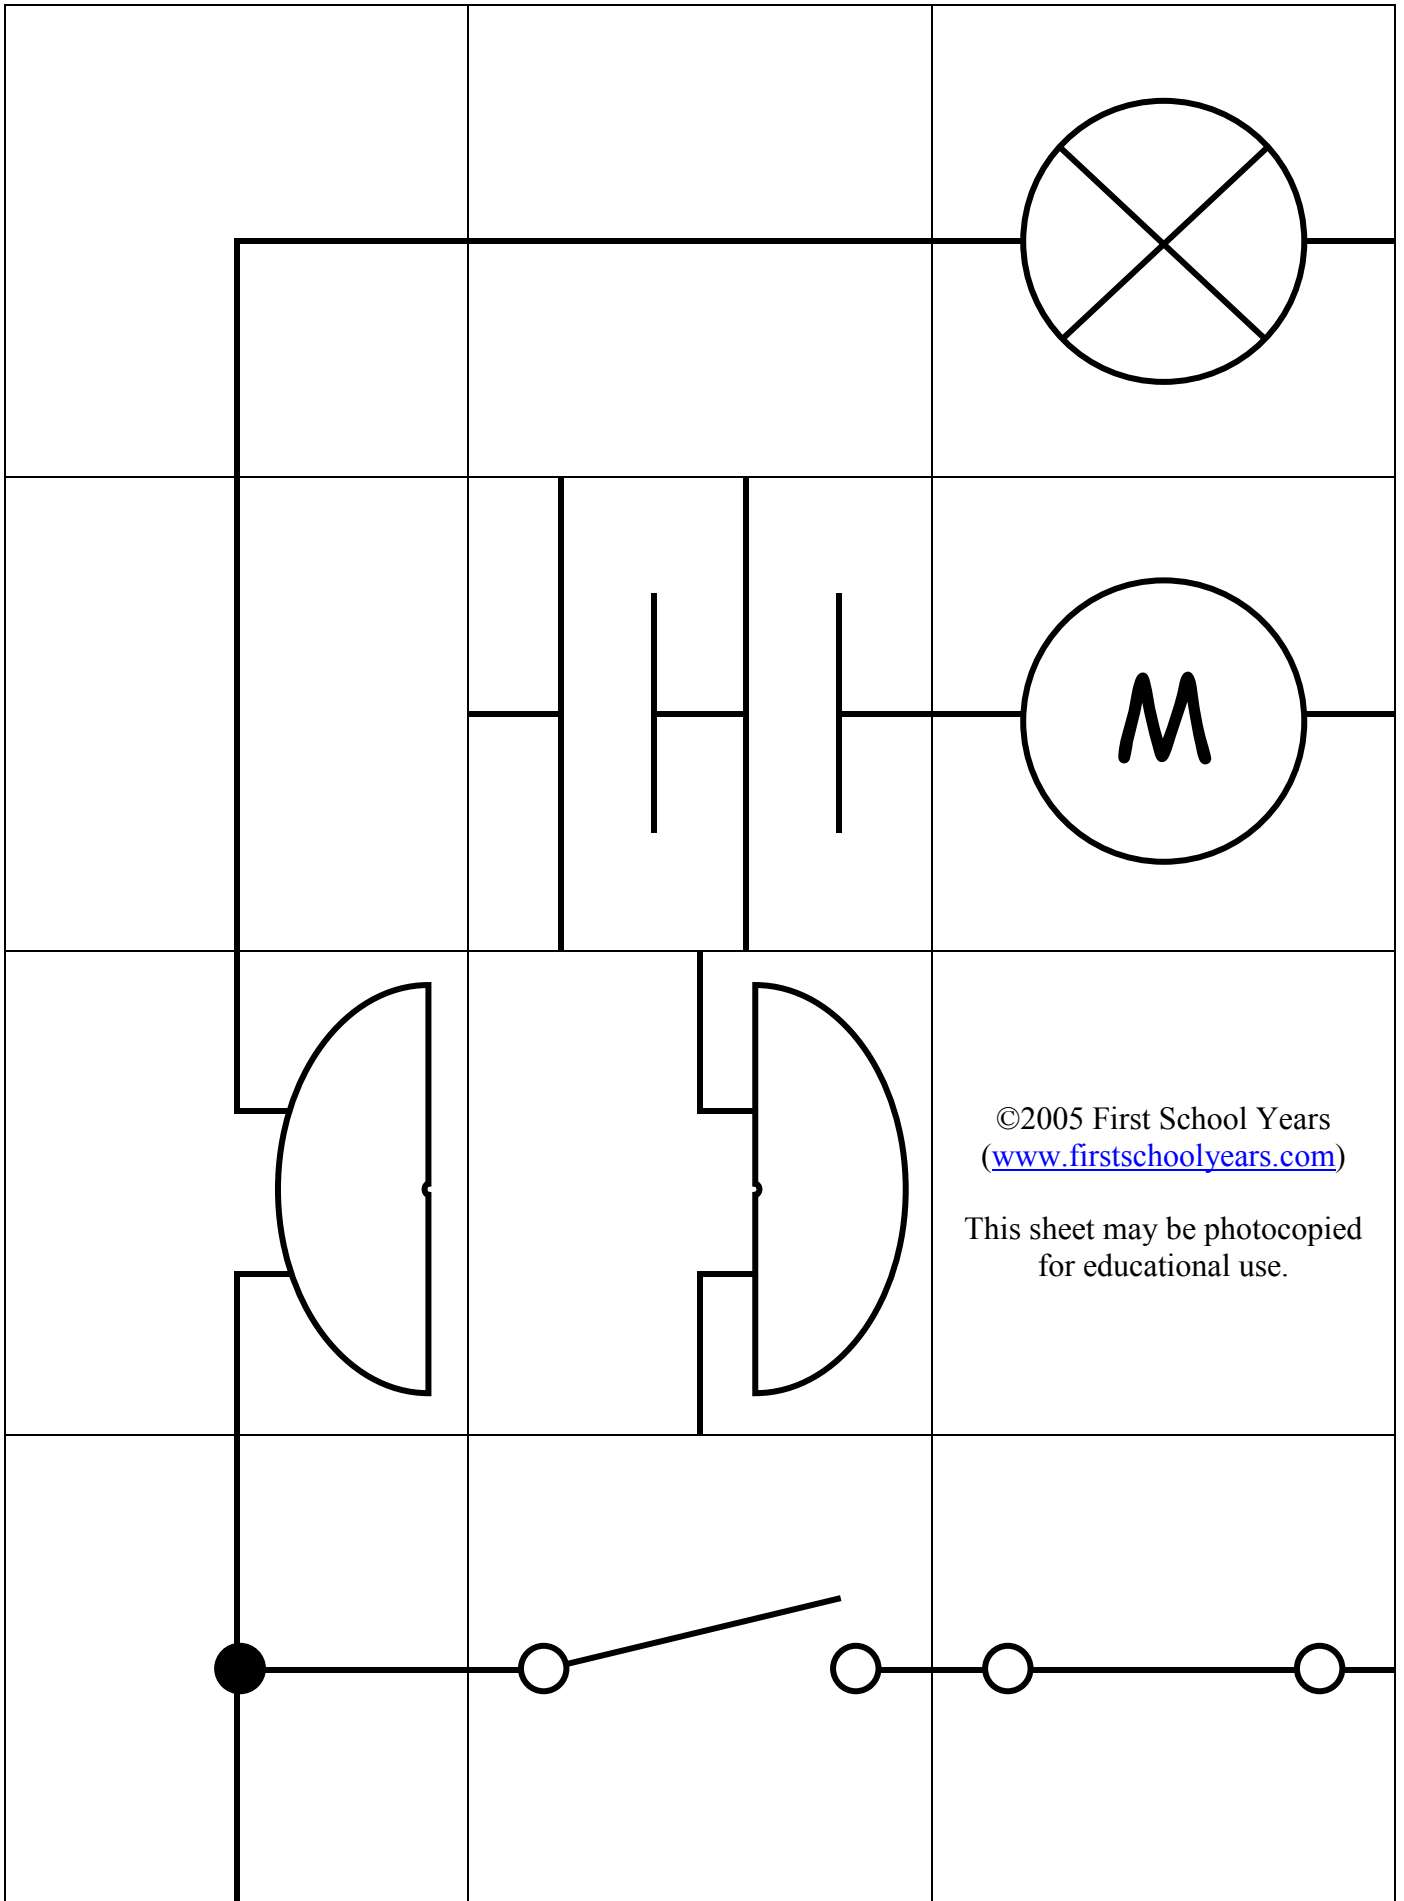 M
©2005 First School Years
(www.firstschoolyears.com)
This sheet may be photocopied
for educational use.